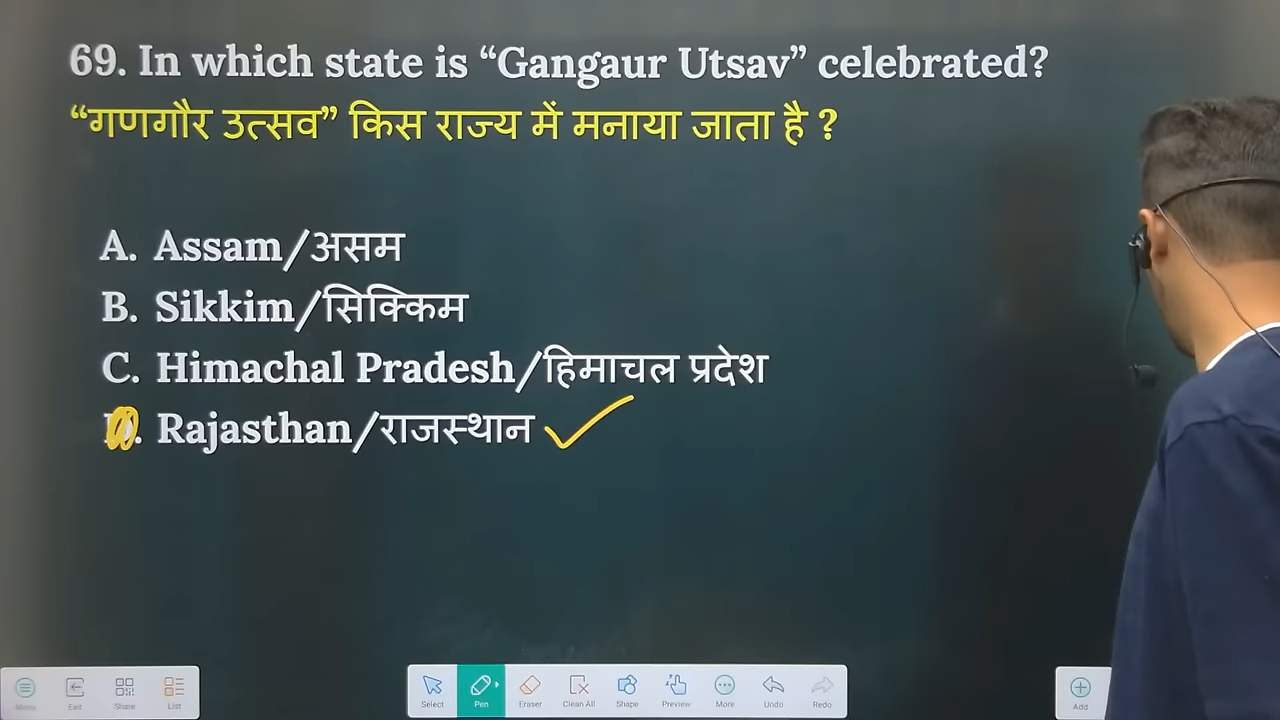 69. In which state is “Gangaur Utsav” celebrated?
“गणगौर उत्सव” किस राज्य में मनाया जाता है ?
A. Assam/असम
B. Sikkim/सिक्किम
C. Himachal Pradesh/हिमाचल प्रदेश
D. Rajasthan/राजस्थान
Menu Exit Share List Select Pen Eraser Clean All Shape Preview More Undo Redo Add